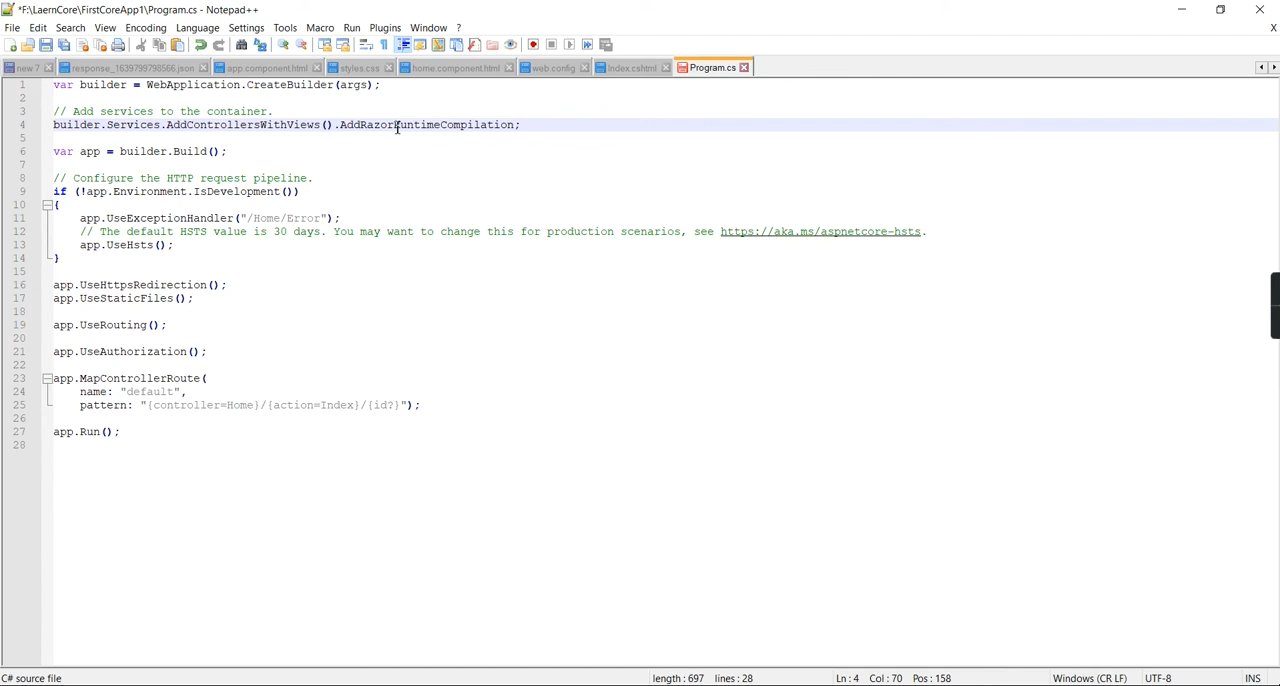 *F:\LaernCore\FirstCoreApp1\Program.cs - Notepad++
File Edit Search View Encoding Language Settings Tools Macro Run Plugins Window ?
X
new 7 response_1639799798566.json app.component.html styles.css home.component.html web.config Index.cshtml Program.cs
1 var builder = WebApplication.CreateBuilder(args);
2
3 // Add services to the container.
4 builder.Services.AddControllersWithViews().AddRazorRuntimeCompilation;
5
6 var app = builder.Build();
7
8 // Configure the HTTP request pipeline.
9 if (!app.Environment.IsDevelopment())
10 {
11 app.UseExceptionHandler("/Home/Error");
12 // The default HSTS value is 30 days. You may want to change this for production scenarios, see https://aka.ms/aspnetcore-hsts.
13 app.UseHsts();
14 }
15
16 app.UseHttpsRedirection();
17 app.UseStaticFiles();
18
19 app.UseRouting();
20
21 app.UseAuthorization();
22
23 app.MapControllerRoute(
24 name: "default",
25 pattern: "{controller=Home}/{action=Index}/{id?}");
26
27 app.Run();
28
C# source file length : 697 lines : 28 Ln : 4 Col : 70 Pos : 158 Windows (CR LF) UTF-8 INS